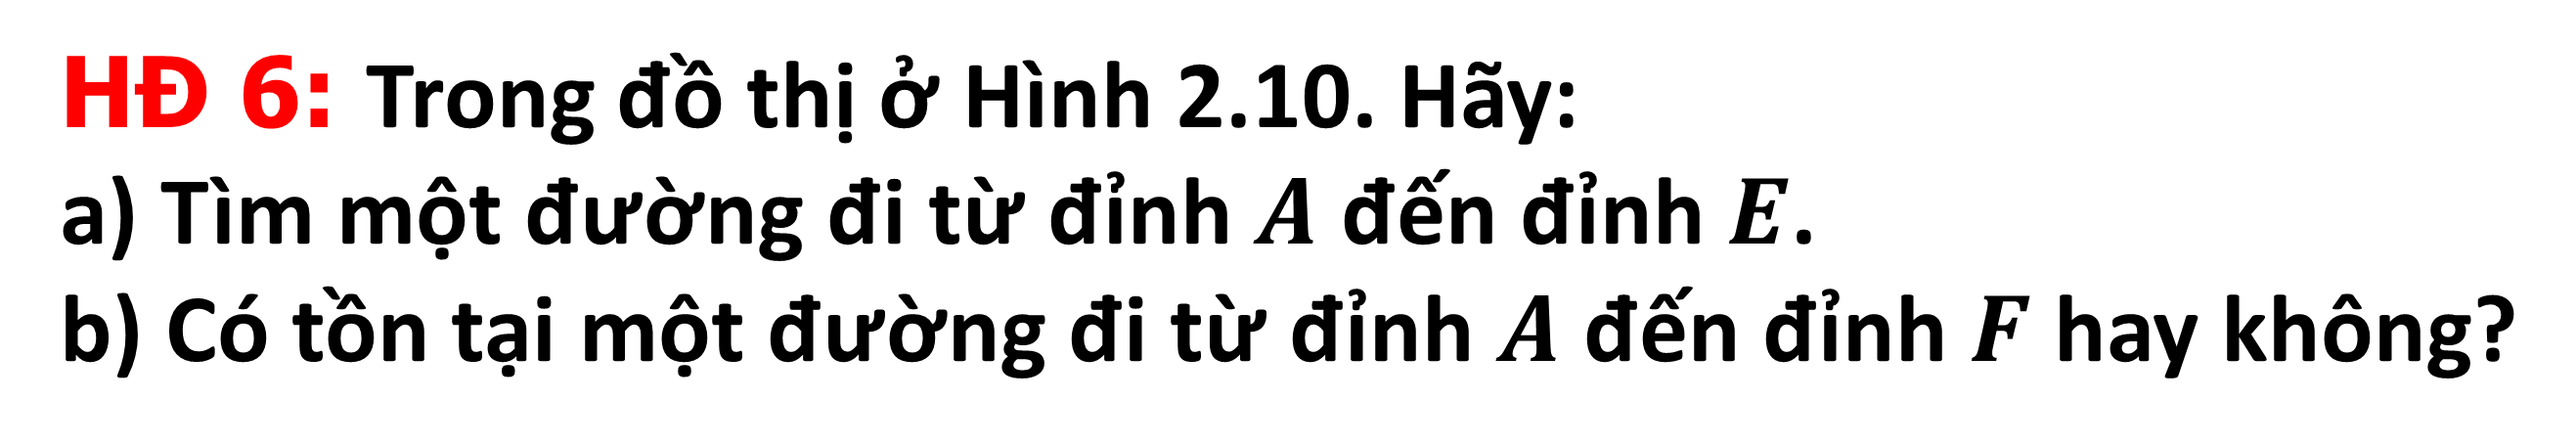 HĐ 6: Trong đồ thị ở Hình 2.10. Hãy:
a) Tìm một đường đi từ đỉnh A đến đỉnh E.
b) Có tồn tại một đường đi từ đỉnh A đến đỉnh F hay không?